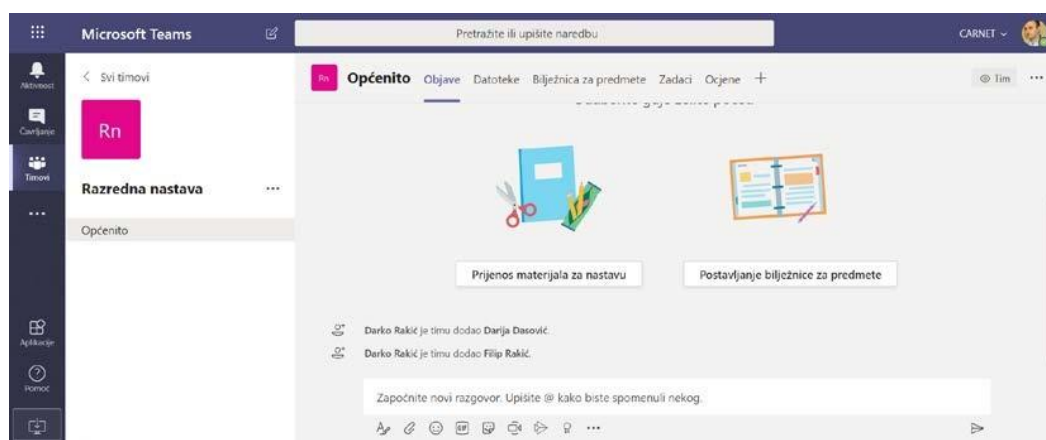 Microsoft Teams
Pretražite ili upišite naredbu
CARNET
Aktivnost
Čavrljanje
Timovi
Aplikacije
Pomoć
Svi timovi
Rn
Razredna nastava
Općenito
Rn Općenito Objave Datoteke Bilježnica za predmete Zadaci Ocjene Tim
Prijenos materijala za nastavu
Postavljanje bilježnice za predmete
Darko Rakić je timu dodao Darija Dasović.
Darko Rakić je timu dodao Filip Rakić.
Započnite novi razgovor. Upišite @ kako biste spomenuli nekog.
GIF